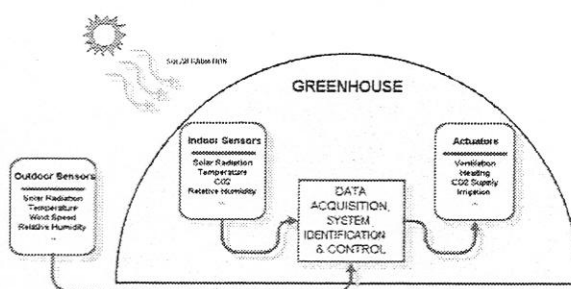 SOLAR RADIATION
GREENHOUSE
Indoor Sensors
Solar Radiation
Temperature
CO2
Relative Humidity
...
Actuators
Ventilation
Heating
CO2 Supply
Irrigation
...
Outdoor Sensors
Solar Radiation
Temperature
Wind Speed
Relative Humidity
...
DATA
ACQUISITION,
SYSTEM
IDENTIFICATION
& CONTROL